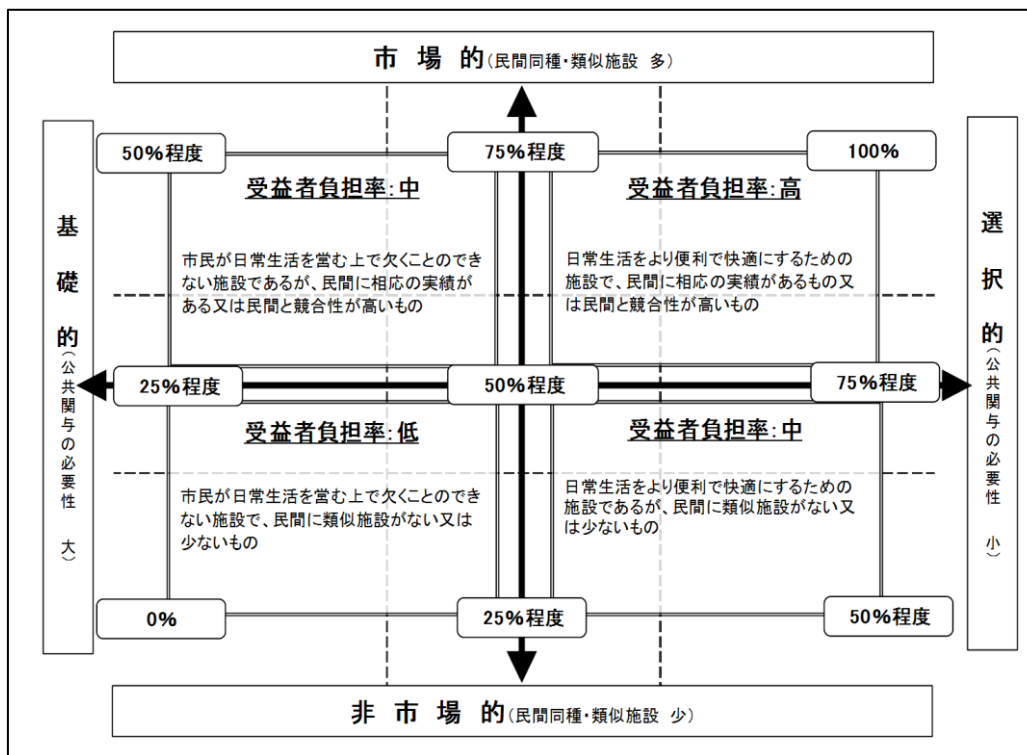 市 場 的(民間同種・類似施設 多)
基 礎 的(公共関与の必要性 大)
選 択 的(公共関与の必要性 小)
50%程度
75%程度
100%
受益者負担率:中
市民が日常生活を営む上で欠くことのでき
ない施設であるが、民間に相応の実績が
ある又は民間と競合性が高いもの
受益者負担率:高
日常生活をより便利で快適にするための
施設で、民間に相応の実績があるもの又
は民間と競合性が高いもの
25%程度
50%程度
75%程度
受益者負担率:低
市民が日常生活を営む上で欠くことのでき
ない施設で、民間に類似施設がない又は
少ないもの
受益者負担率:中
日常生活をより便利で快適にするための
施設であるが、民間に類似施設がない又
は少ないもの
0%
25%程度
50%程度
非 市 場 的(民間同種・類似施設 少)